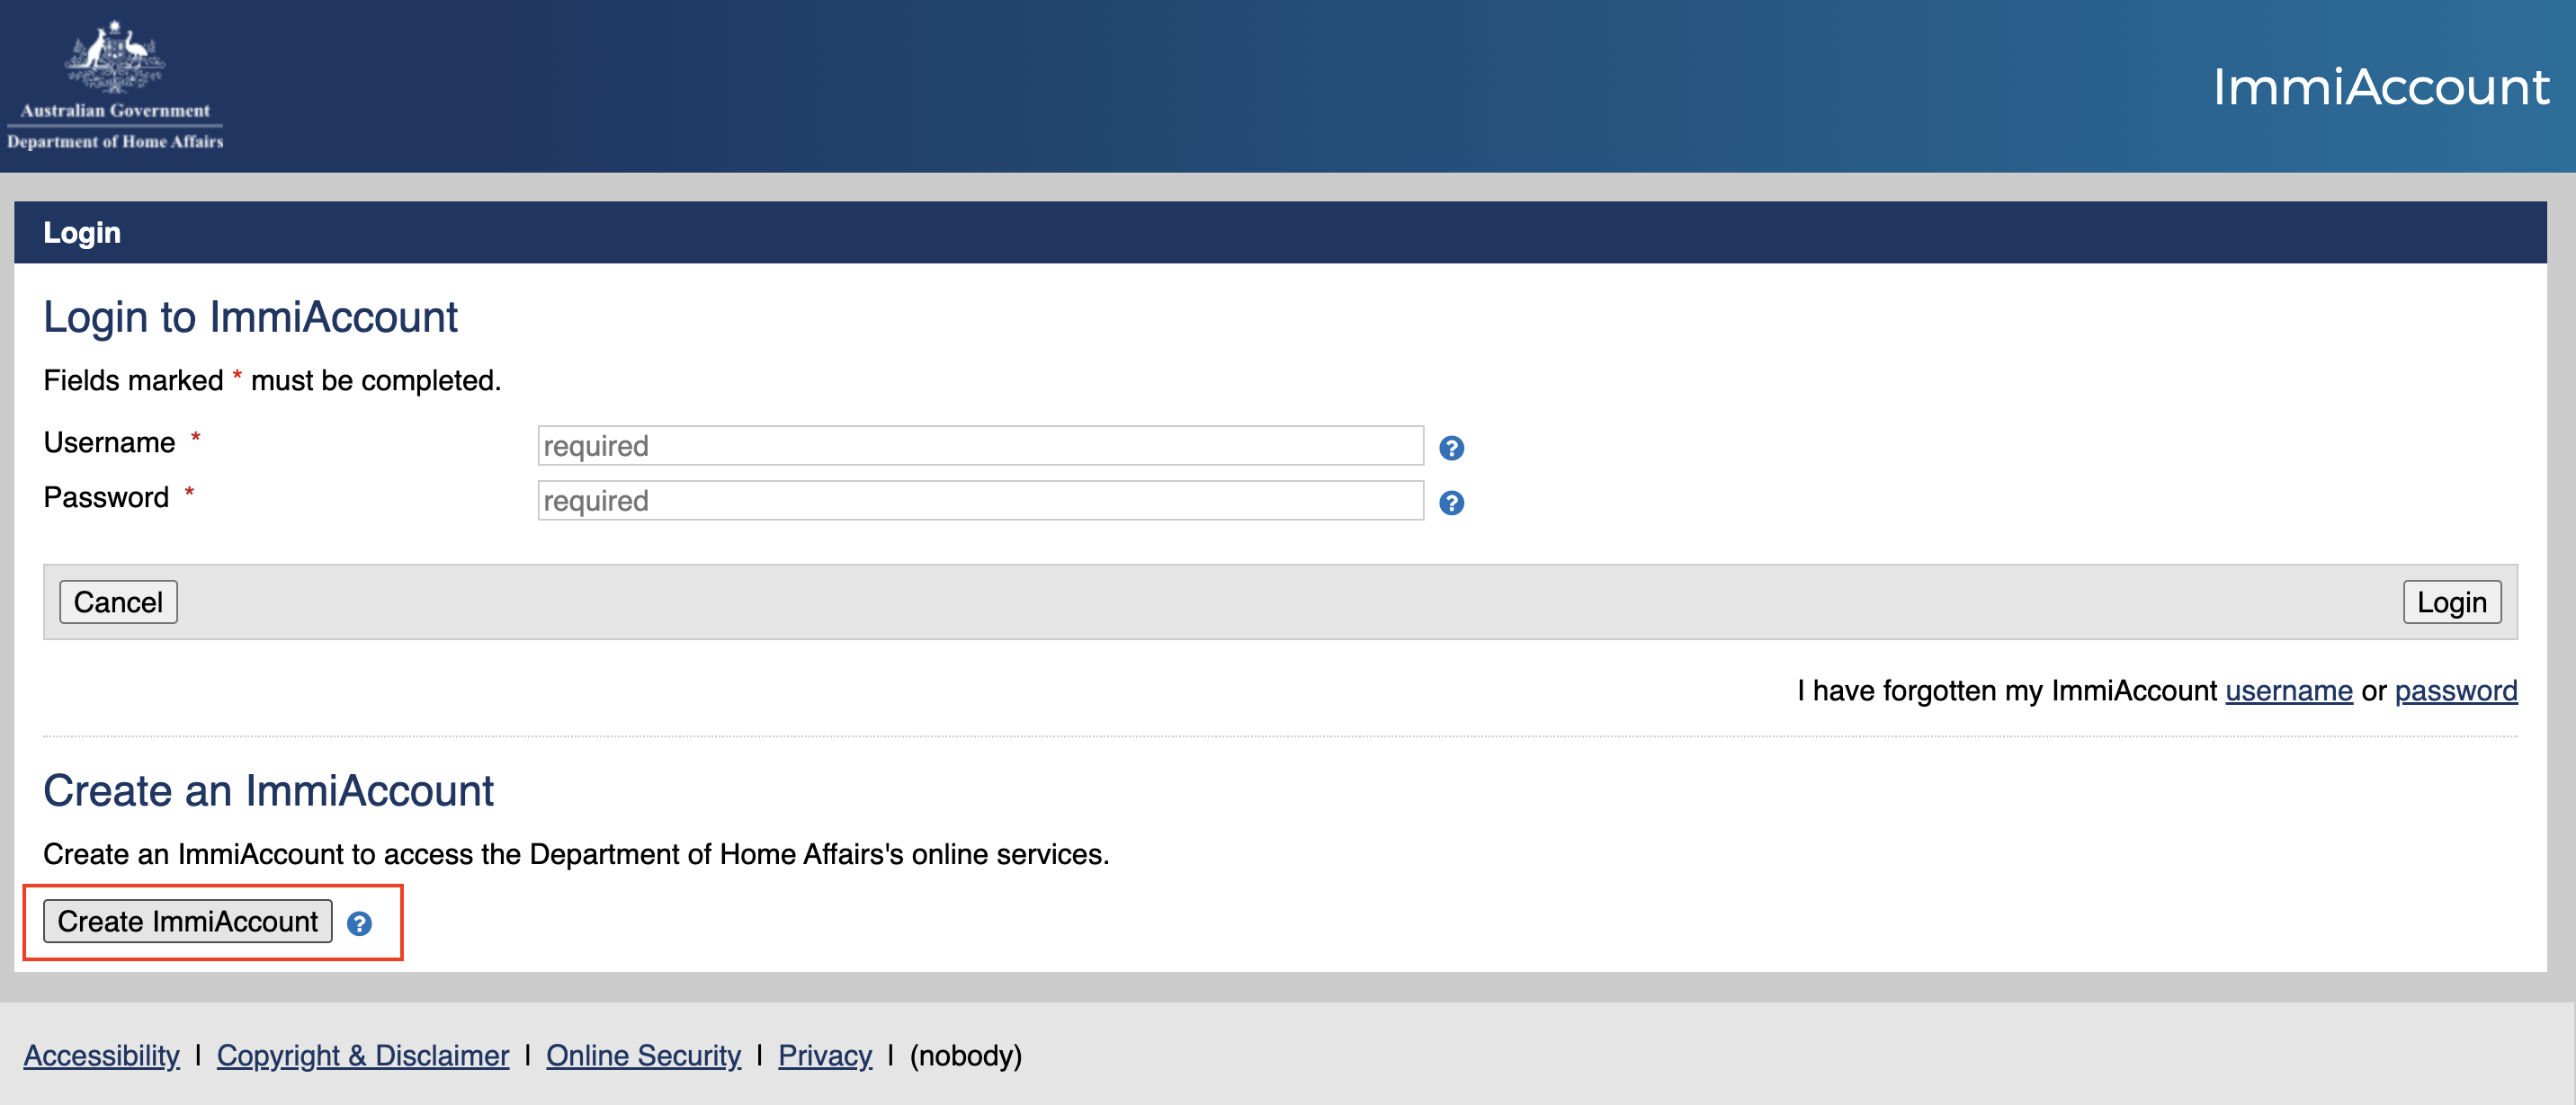 Australian Government
Department of Home Affairs
ImmiAccount
Login
Login to ImmiAccount
Fields marked * must be completed.
Username * required ?
Password * required ?
Cancel Login
I have forgotten my ImmiAccount username or password
Create an ImmiAccount
Create an ImmiAccount to access the Department of Home Affairs's online services.
Create ImmiAccount ?
Accessibility | Copyright & Disclaimer | Online Security | Privacy | (nobody)